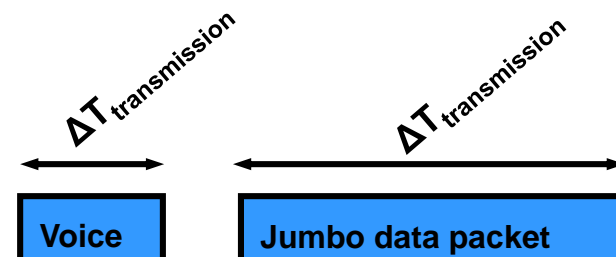 ΔTtransmission
ΔTtransmission
Voice
Jumbo data packet